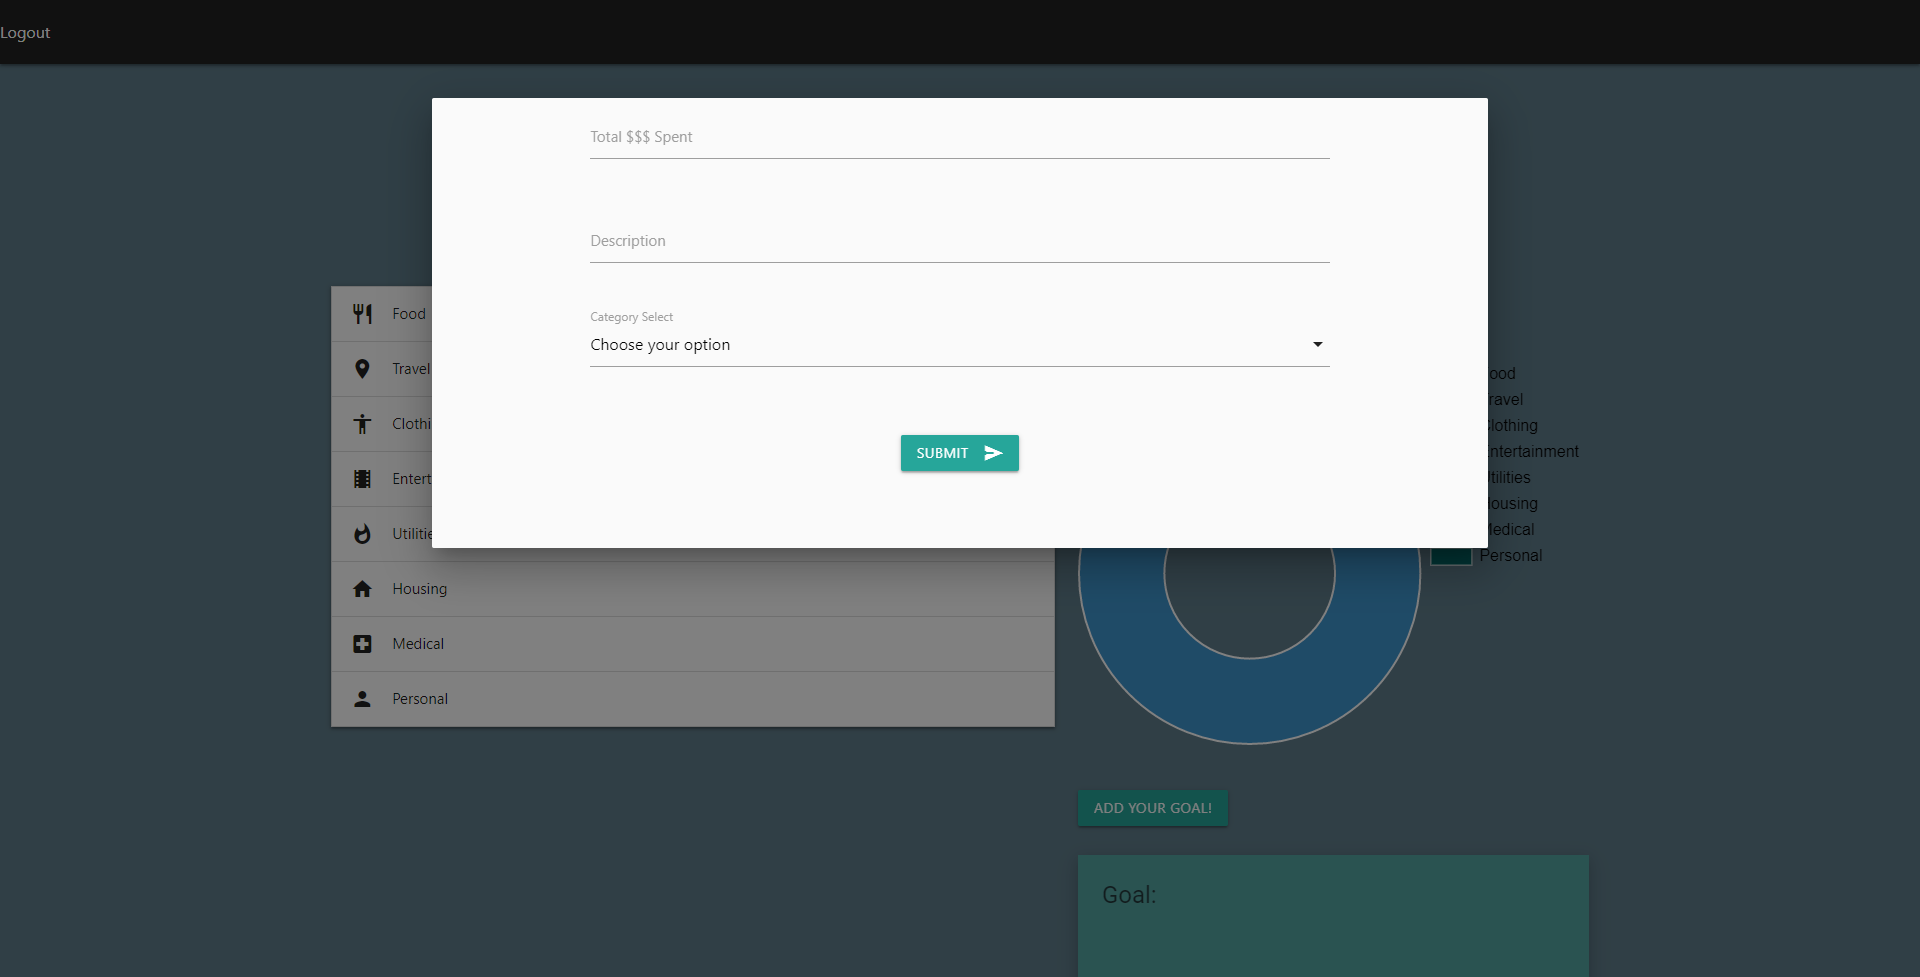 Logout
Total $$$ Spent
Description
Category Select
Choose your option
SUBMIT
Food
Travel
Clothi
Entert
Utilitie
Housing
Medical
Personal
ood
ravel
lothing
ntertainment
tilities
ousing
Medical
Personal
ADD YOUR GOAL!
Goal: